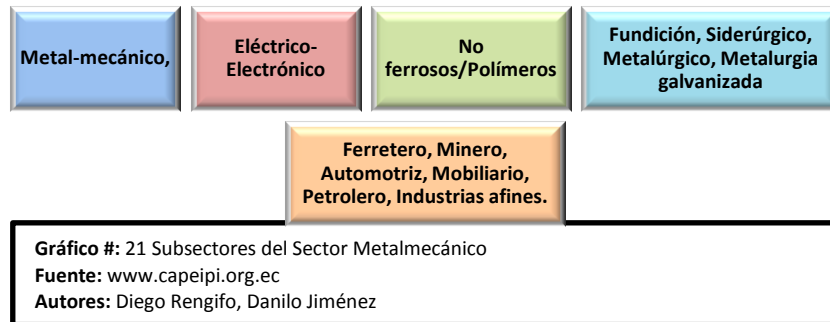 Metal-mecánico,
Eléctrico-
Electrónico
No
ferrosos/Polímeros
Fundición, Siderúrgico,
Metalúrgico, Metalurgia
galvanizada
Ferretero, Minero,
Automotriz, Mobiliario,
Petrolero, Industrias afines.
Gráfico #: 21 Subsectores del Sector Metalmecánico
Fuente: www.capeipi.org.ec
Autores: Diego Rengifo, Danilo Jiménez